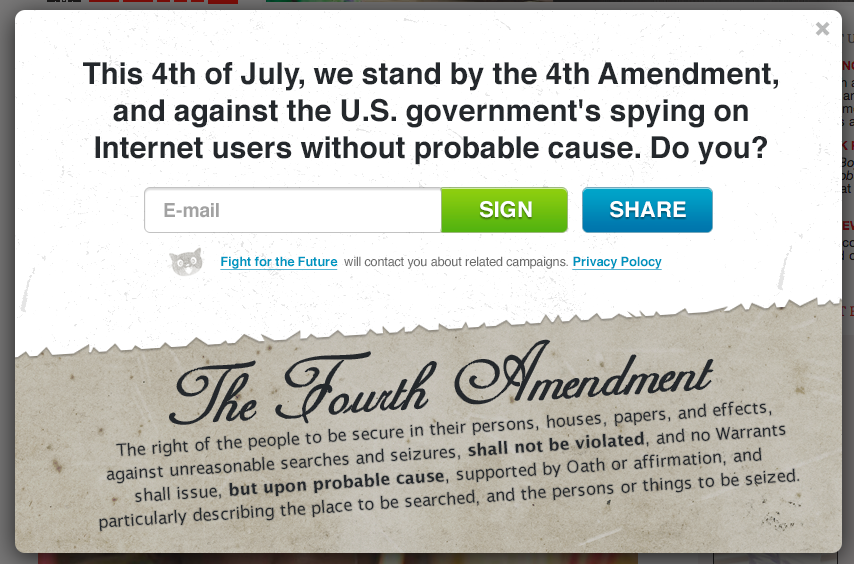 This 4th of July, we stand by the 4th Amendment,
and against the U.S. government's spying on
Internet users without probable cause. Do you?
E-mail
SIGN
SHARE
Fight for the Future will contact you about related campaigns. Privacy Polocy
The Fourth Amendment
The right of the people to be secure in their persons, houses, papers, and effects,
against unreasonable searches and seizures, shall not be violated, and no Warrants
shall issue, but upon probable cause, supported by Oath or affirmation, and
particularly describing the place to be searched, and the persons or things to be seized.